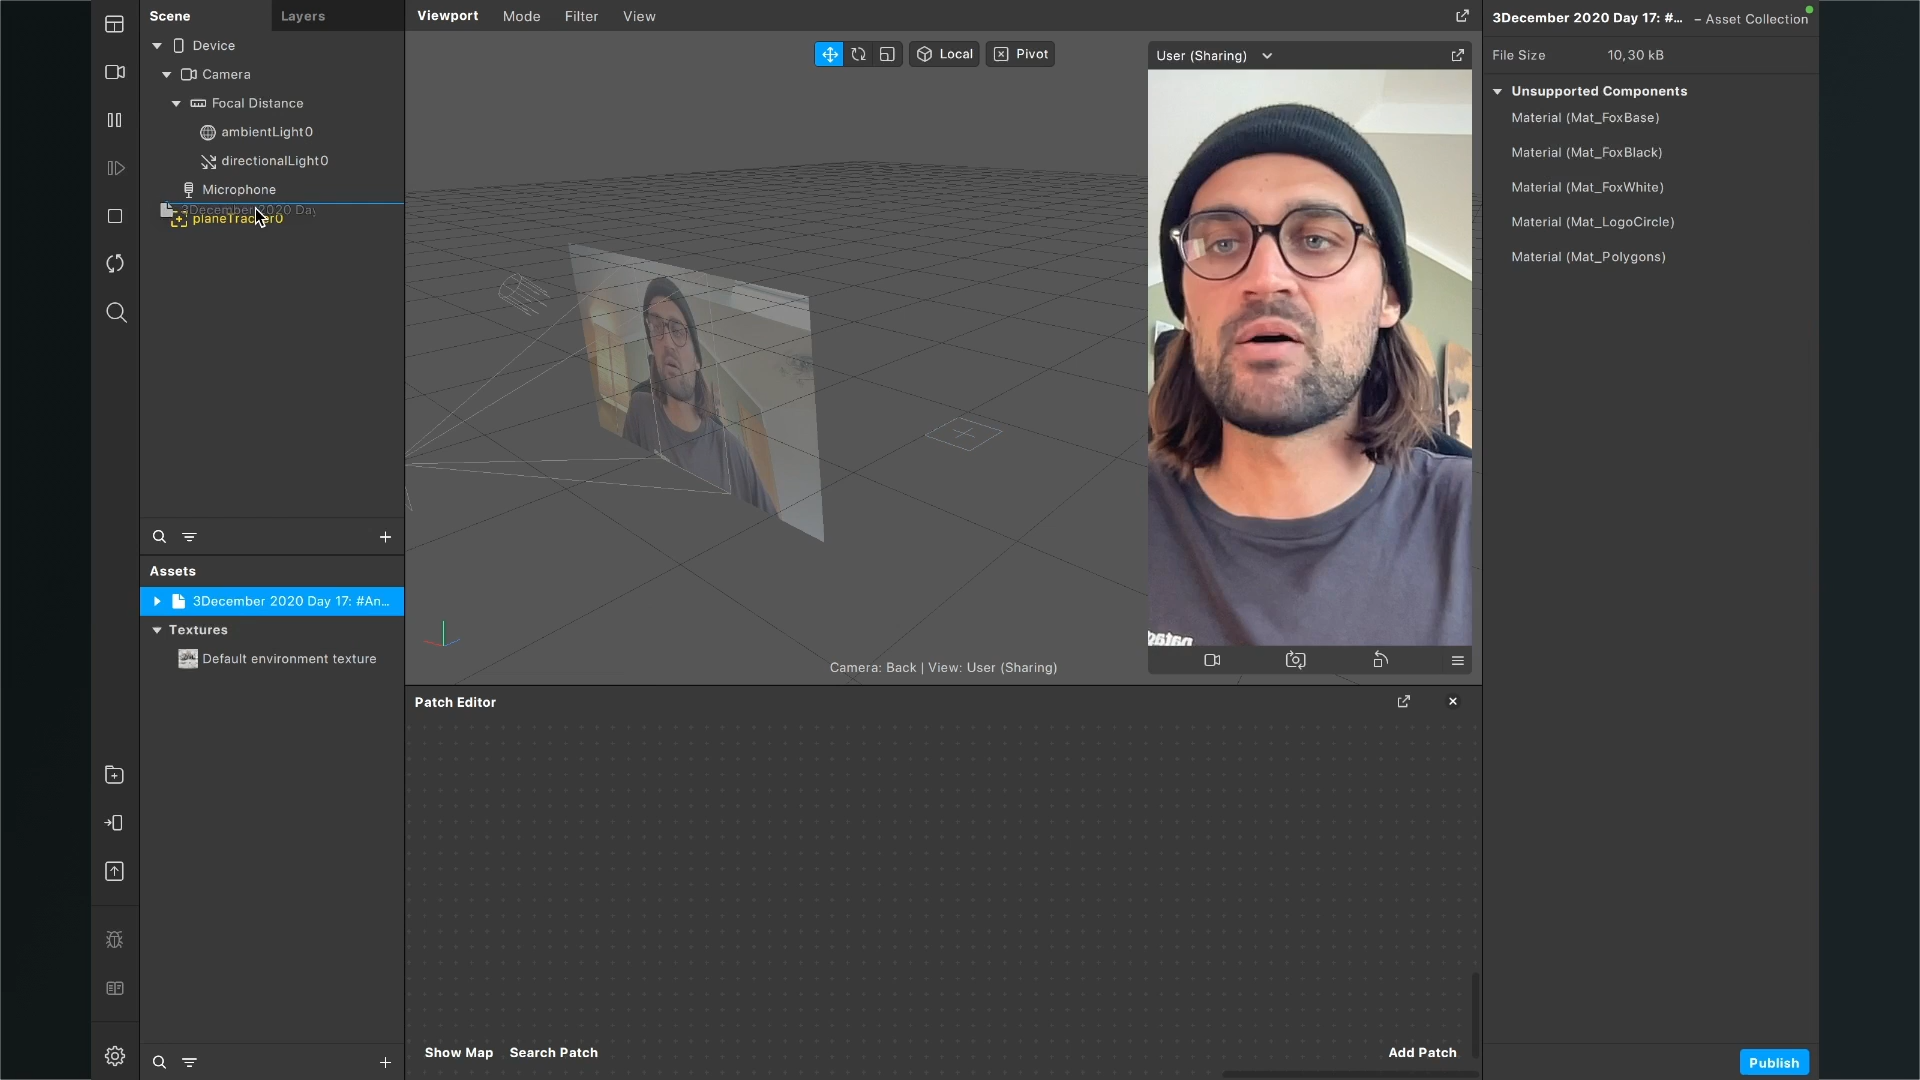 Scene
Layers
Device
Camera
Focal Distance
ambientLight0
directionalLight0
Microphone
3December 2020 Day
planeTracker0
Assets
3December 2020 Day 17: #An...
Textures
Default environment texture
Viewport
Mode
Filter
View
Local
Pivot
User (Sharing)
Camera: Back | View: User (Sharing)
Patch Editor
Show Map
Search Patch
Add Patch
3December 2020 Day 17: #...
– Asset Collection
File Size
10,30 kB
Unsupported Components
Material (Mat_FoxBase)
Material (Mat_FoxBlack)
Material (Mat_FoxWhite)
Material (Mat_LogoCircle)
Material (Mat_Polygons)
Publish